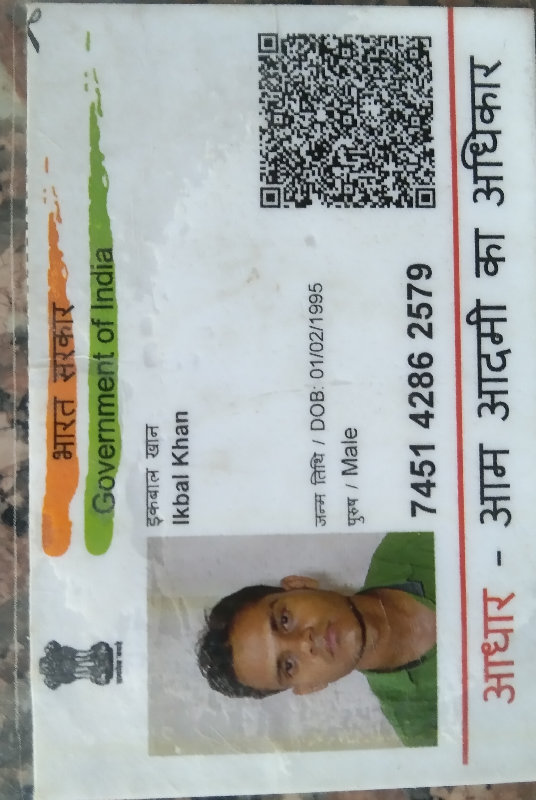 भारत सरकार
Government of India
इकबाल खान
Ikbal Khan
जन्म तिथि / DOB: 01/02/1995
पुरुष / Male
7451 4286 2579
आधार - आम आदमी का अधिकार